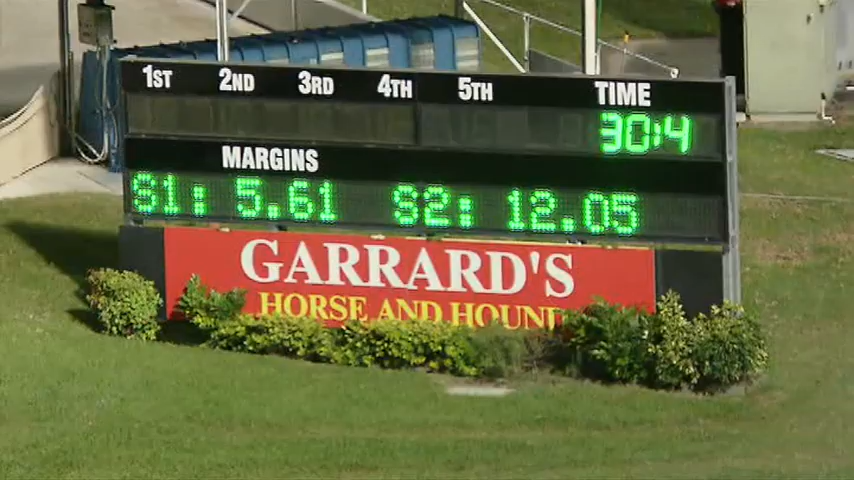 1ST 2ND 3RD 4TH 5TH TIME
30:4
MARGINS
S1: 5.61 S2: 12.05
GARRARD'S
HORSE AND HOUND